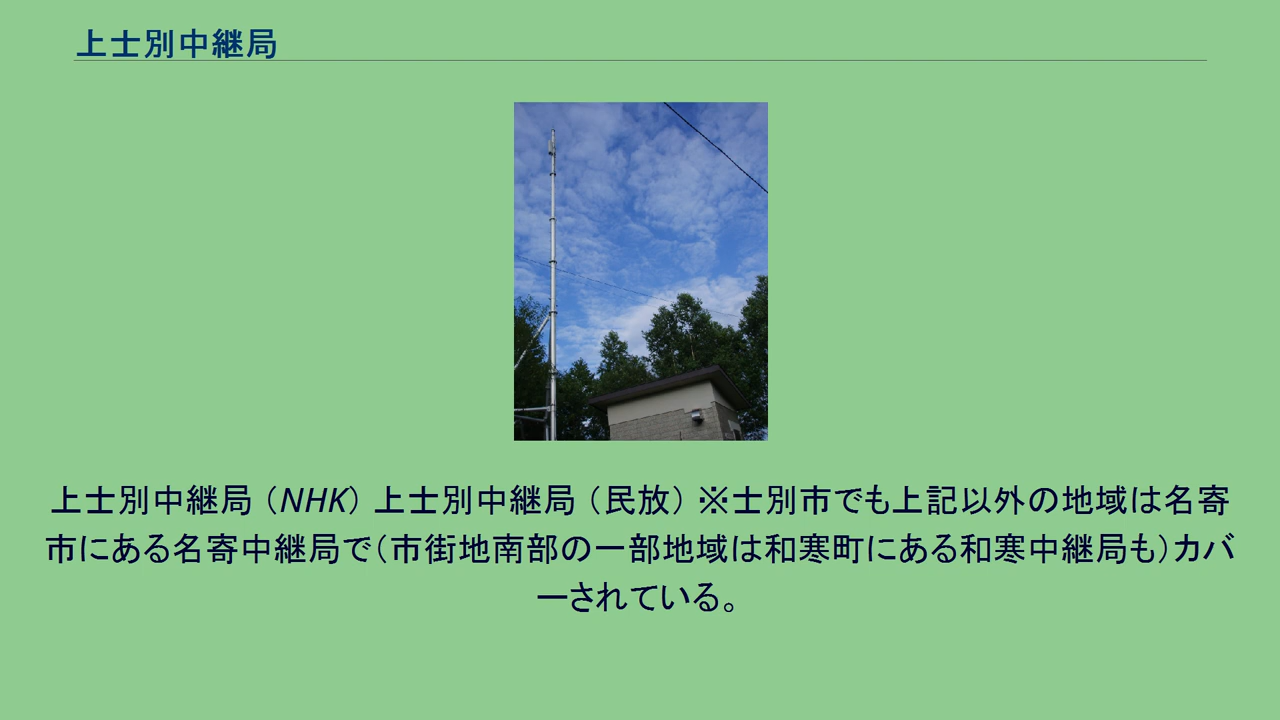 上士別中継局
上士別中継局（NHK）上士別中継局（民放）※士別市でも上記以外の地域は名寄
市にある名寄中継局で（市街地南部の一部地域は和寒町にある和寒中継局も）カバ
ーされている。